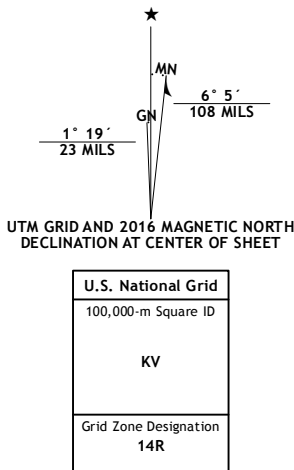 ★
MN
GN
6° 5´
108 MILS
1° 19´
23 MILS
UTM GRID AND 2016 MAGNETIC NORTH
DECLINATION AT CENTER OF SHEET
U.S. National Grid
100,000-m Square ID
KV
Grid Zone Designation
14R